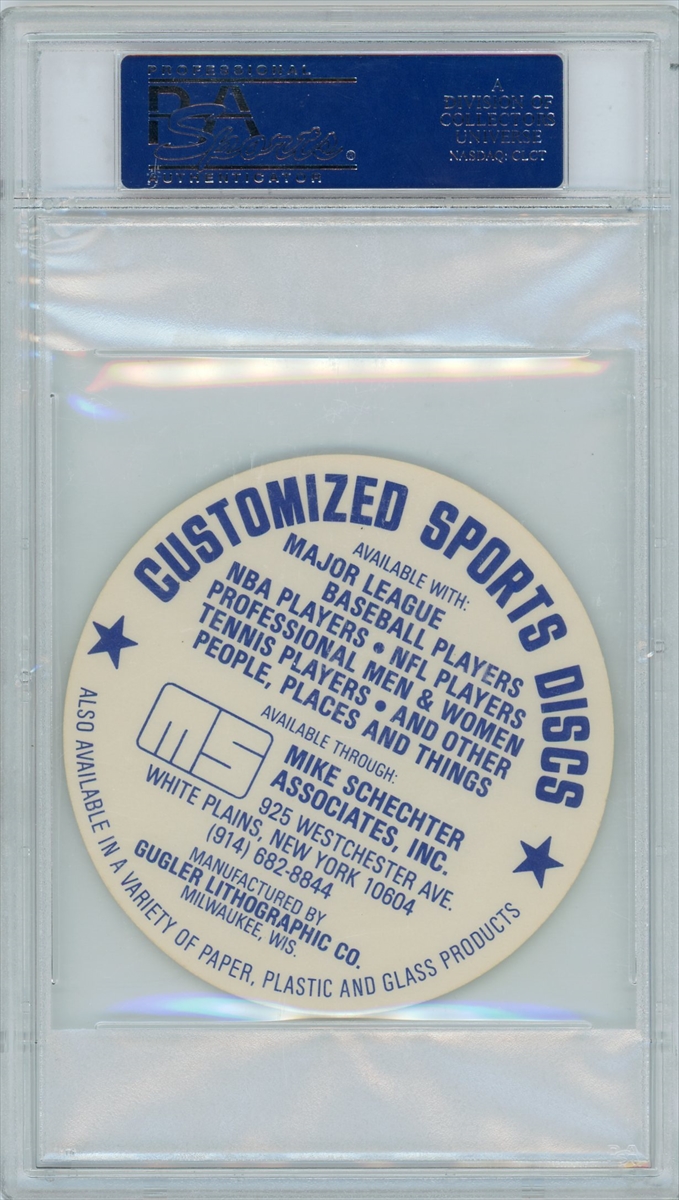 PROFESSIONAL
PSA
Sports
AUTHENTICATOR
A
DIVISION OF
COLLECTORS
UNIVERSE
NASDAQ: CLCT
CUSTOMIZED SPORTS DISCS
AVAILABLE WITH:
MAJOR LEAGUE
BASEBALL PLAYERS
NBA PLAYERS • NFL PLAYERS
PROFESSIONAL MEN & WOMEN
TENNIS PLAYERS • AND OTHER
PEOPLE, PLACES AND THINGS
AVAILABLE THROUGH:
MS
MIKE SCHECHTER
ASSOCIATES, INC.
925 WESTCHESTER AVE.
WHITE PLAINS, NEW YORK 10604
(914) 682-8844
MANUFACTURED BY
GUGLER LITHOGRAPHIC CO.
MILWAUKEE, WIS.
ALSO AVAILABLE IN A VARIETY OF PAPER, PLASTIC AND GLASS PRODUCTS